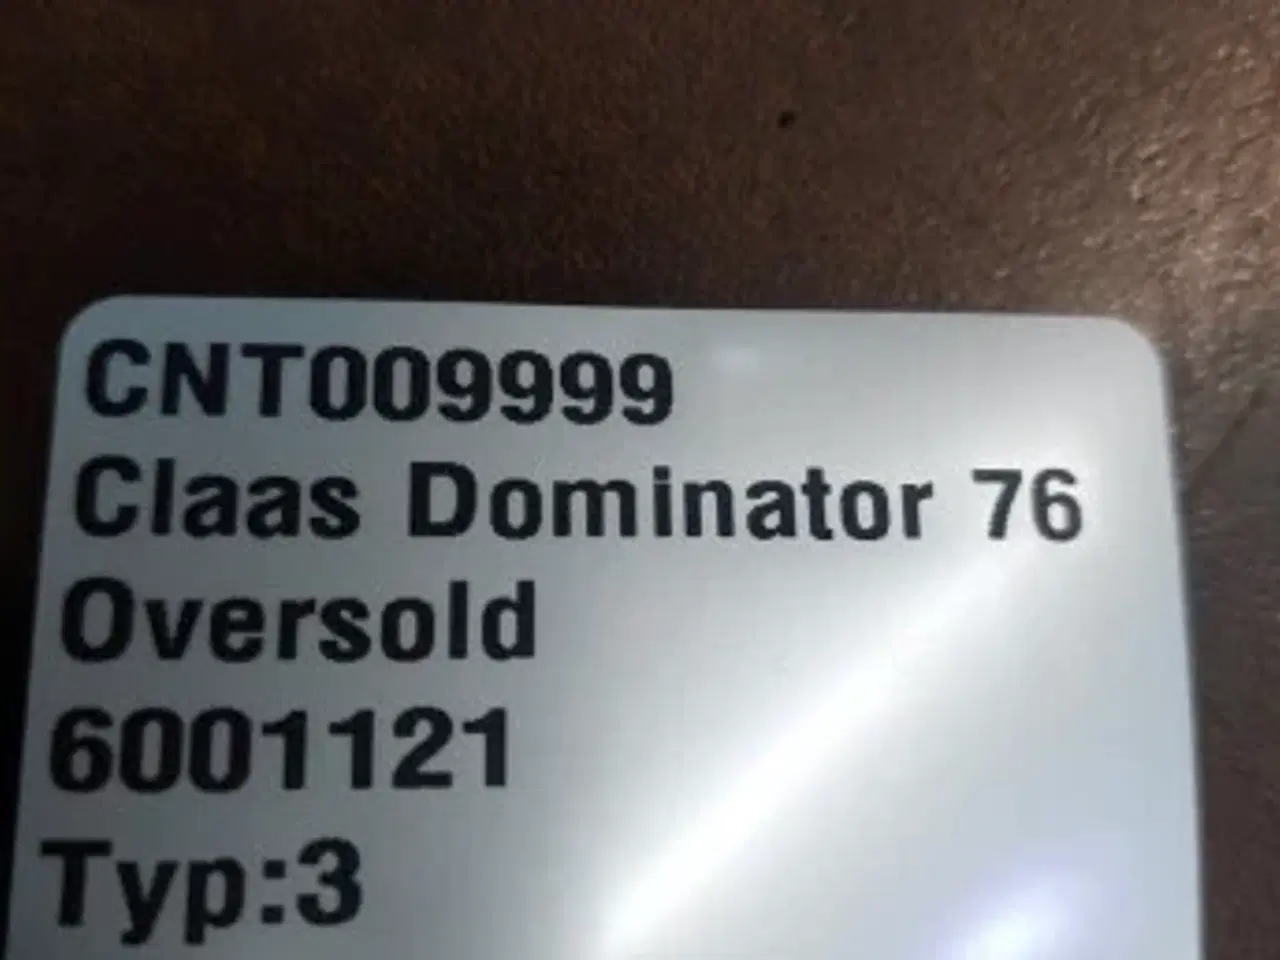 CNT009999
Claas Dominator 76
Oversold
6001121
Typ:3